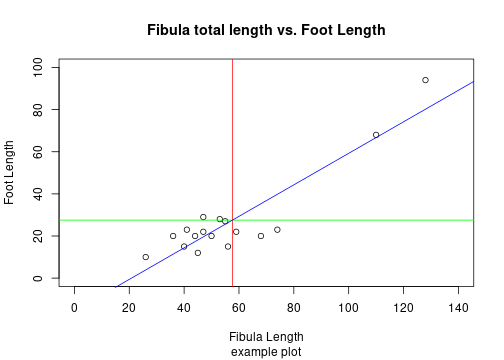 Fibula total length vs. Foot Length
Foot Length
100
80
60
40
20
0
0 20 40 60 80 100 120 140
Fibula Length
example plot